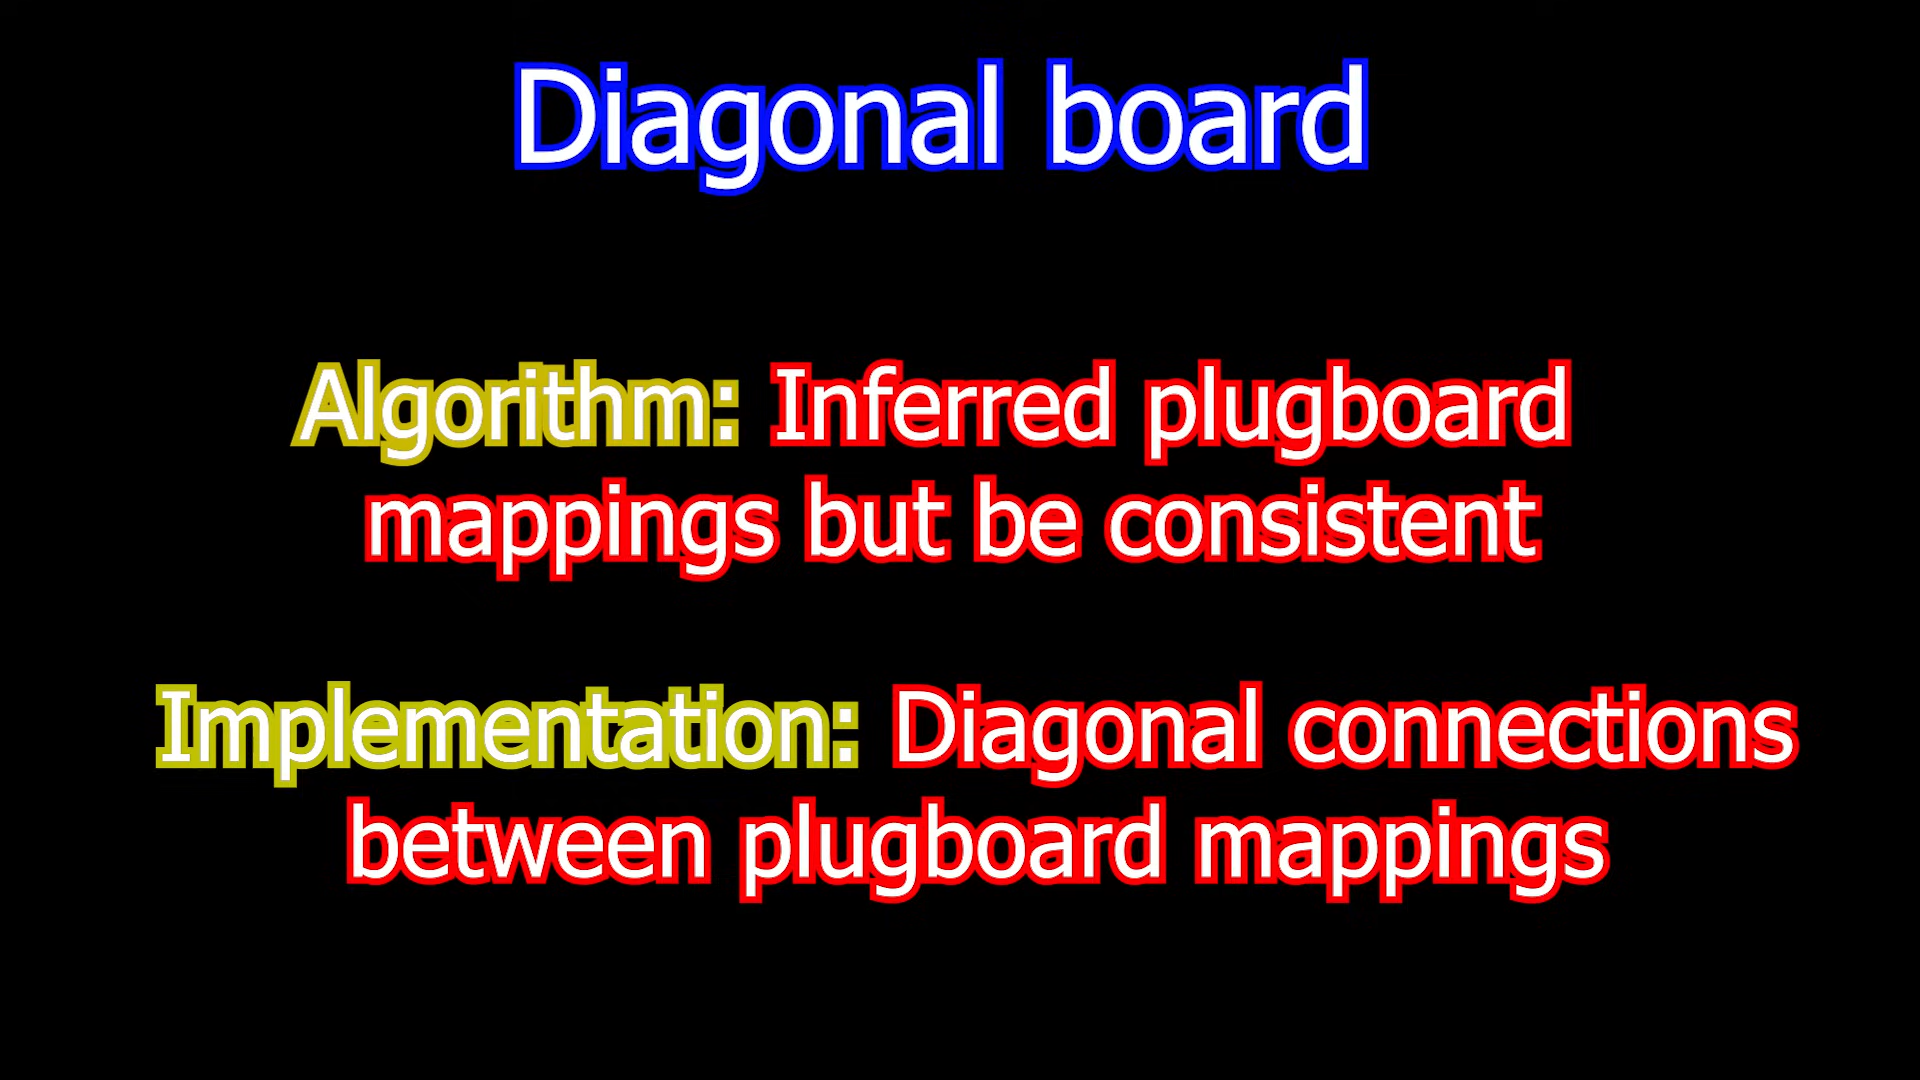 Diagonal board
Algorithm: Inferred plugboard
mappings but be consistent
Implementation: Diagonal connections
between plugboard mappings